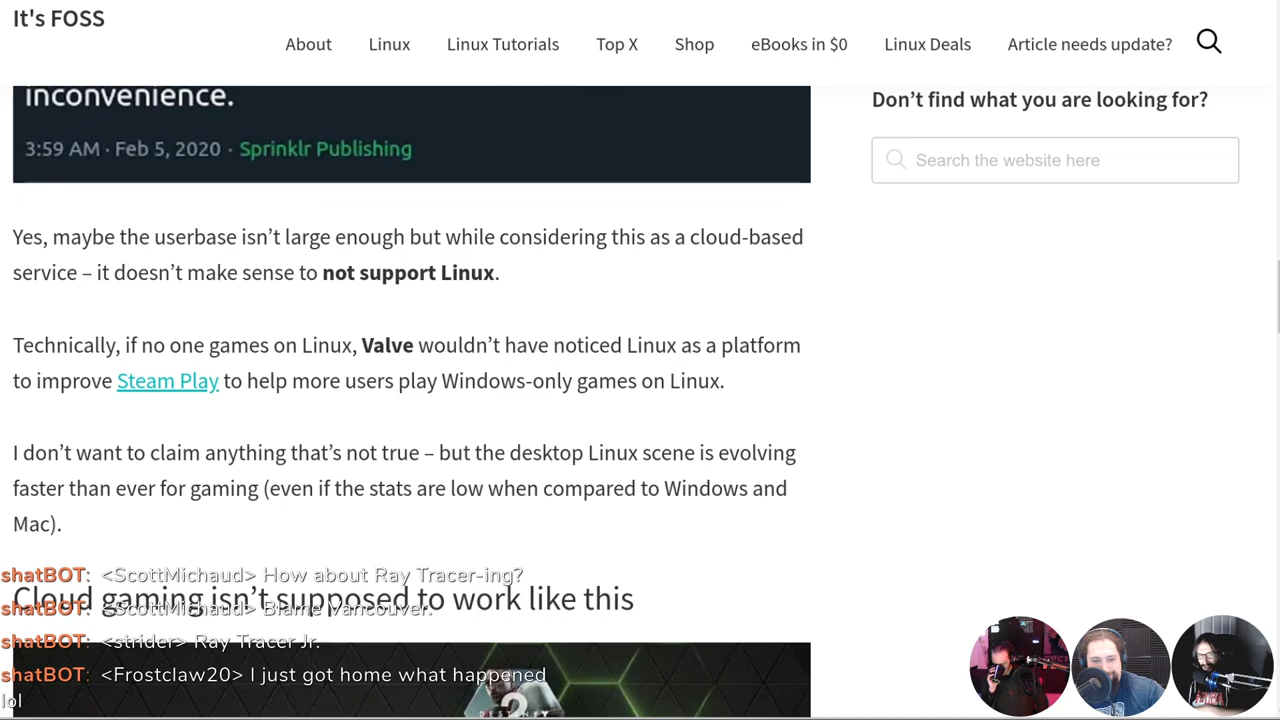 It's FOSS
About Linux Linux Tutorials Top X Shop eBooks in $0 Linux Deals Article needs update?
inconvenience.
3:59 AM · Feb 5, 2020 · Sprinklr Publishing
Don’t find what you are looking for?
Search the website here
Yes, maybe the userbase isn’t large enough but while considering this as a cloud-based
service – it doesn’t make sense to not support Linux.
Technically, if no one games on Linux, Valve wouldn’t have noticed Linux as a platform
to improve Steam Play to help more users play Windows-only games on Linux.
I don’t want to claim anything that’s not true – but the desktop Linux scene is evolving
faster than ever for gaming (even if the stats are low when compared to Windows and
Mac).
Cloud gaming isn’t supposed to work like this
shatBOT: <ScottMichaud> How about Ray Tracer-ing?
shatBOT: <ScottMichaud> Blame Vancouver.
shatBOT: <strider> Ray Tracer Jr.
shatBOT: <Frostclaw20> I just got home what happened
lol